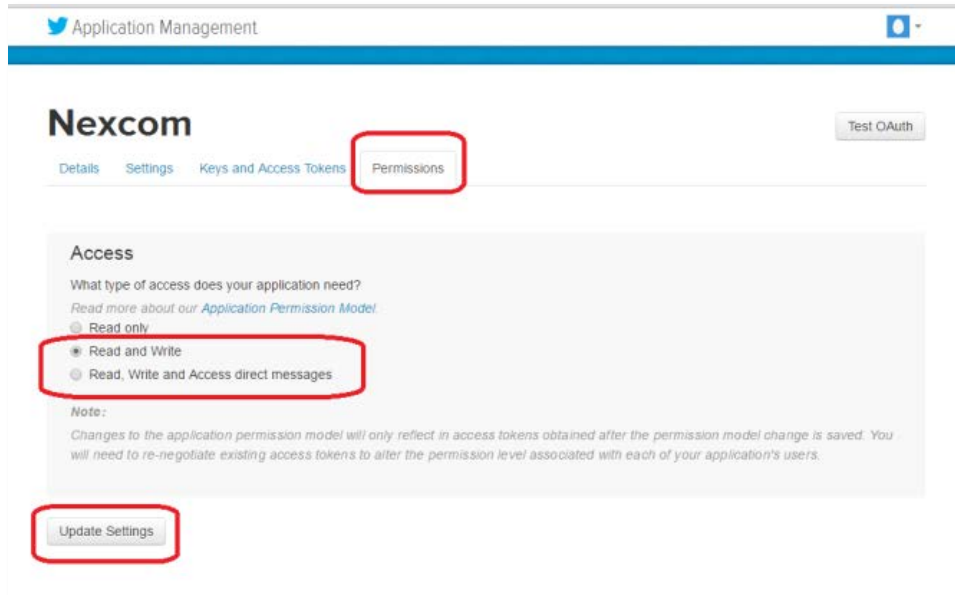 Application Management
Nexcom
Test OAuth
Details Settings Keys and Access Tokens Permissions
Access
What type of access does your application need?
Read more about our Application Permission Model.
Read only
Read and Write
Read, Write and Access direct messages
Note:
Changes to the application permission model will only reflect in access tokens obtained after the permission model change is saved. You
will need to re-negotiate existing access tokens to alter the permission level associated with each of your application's users.
Update Settings